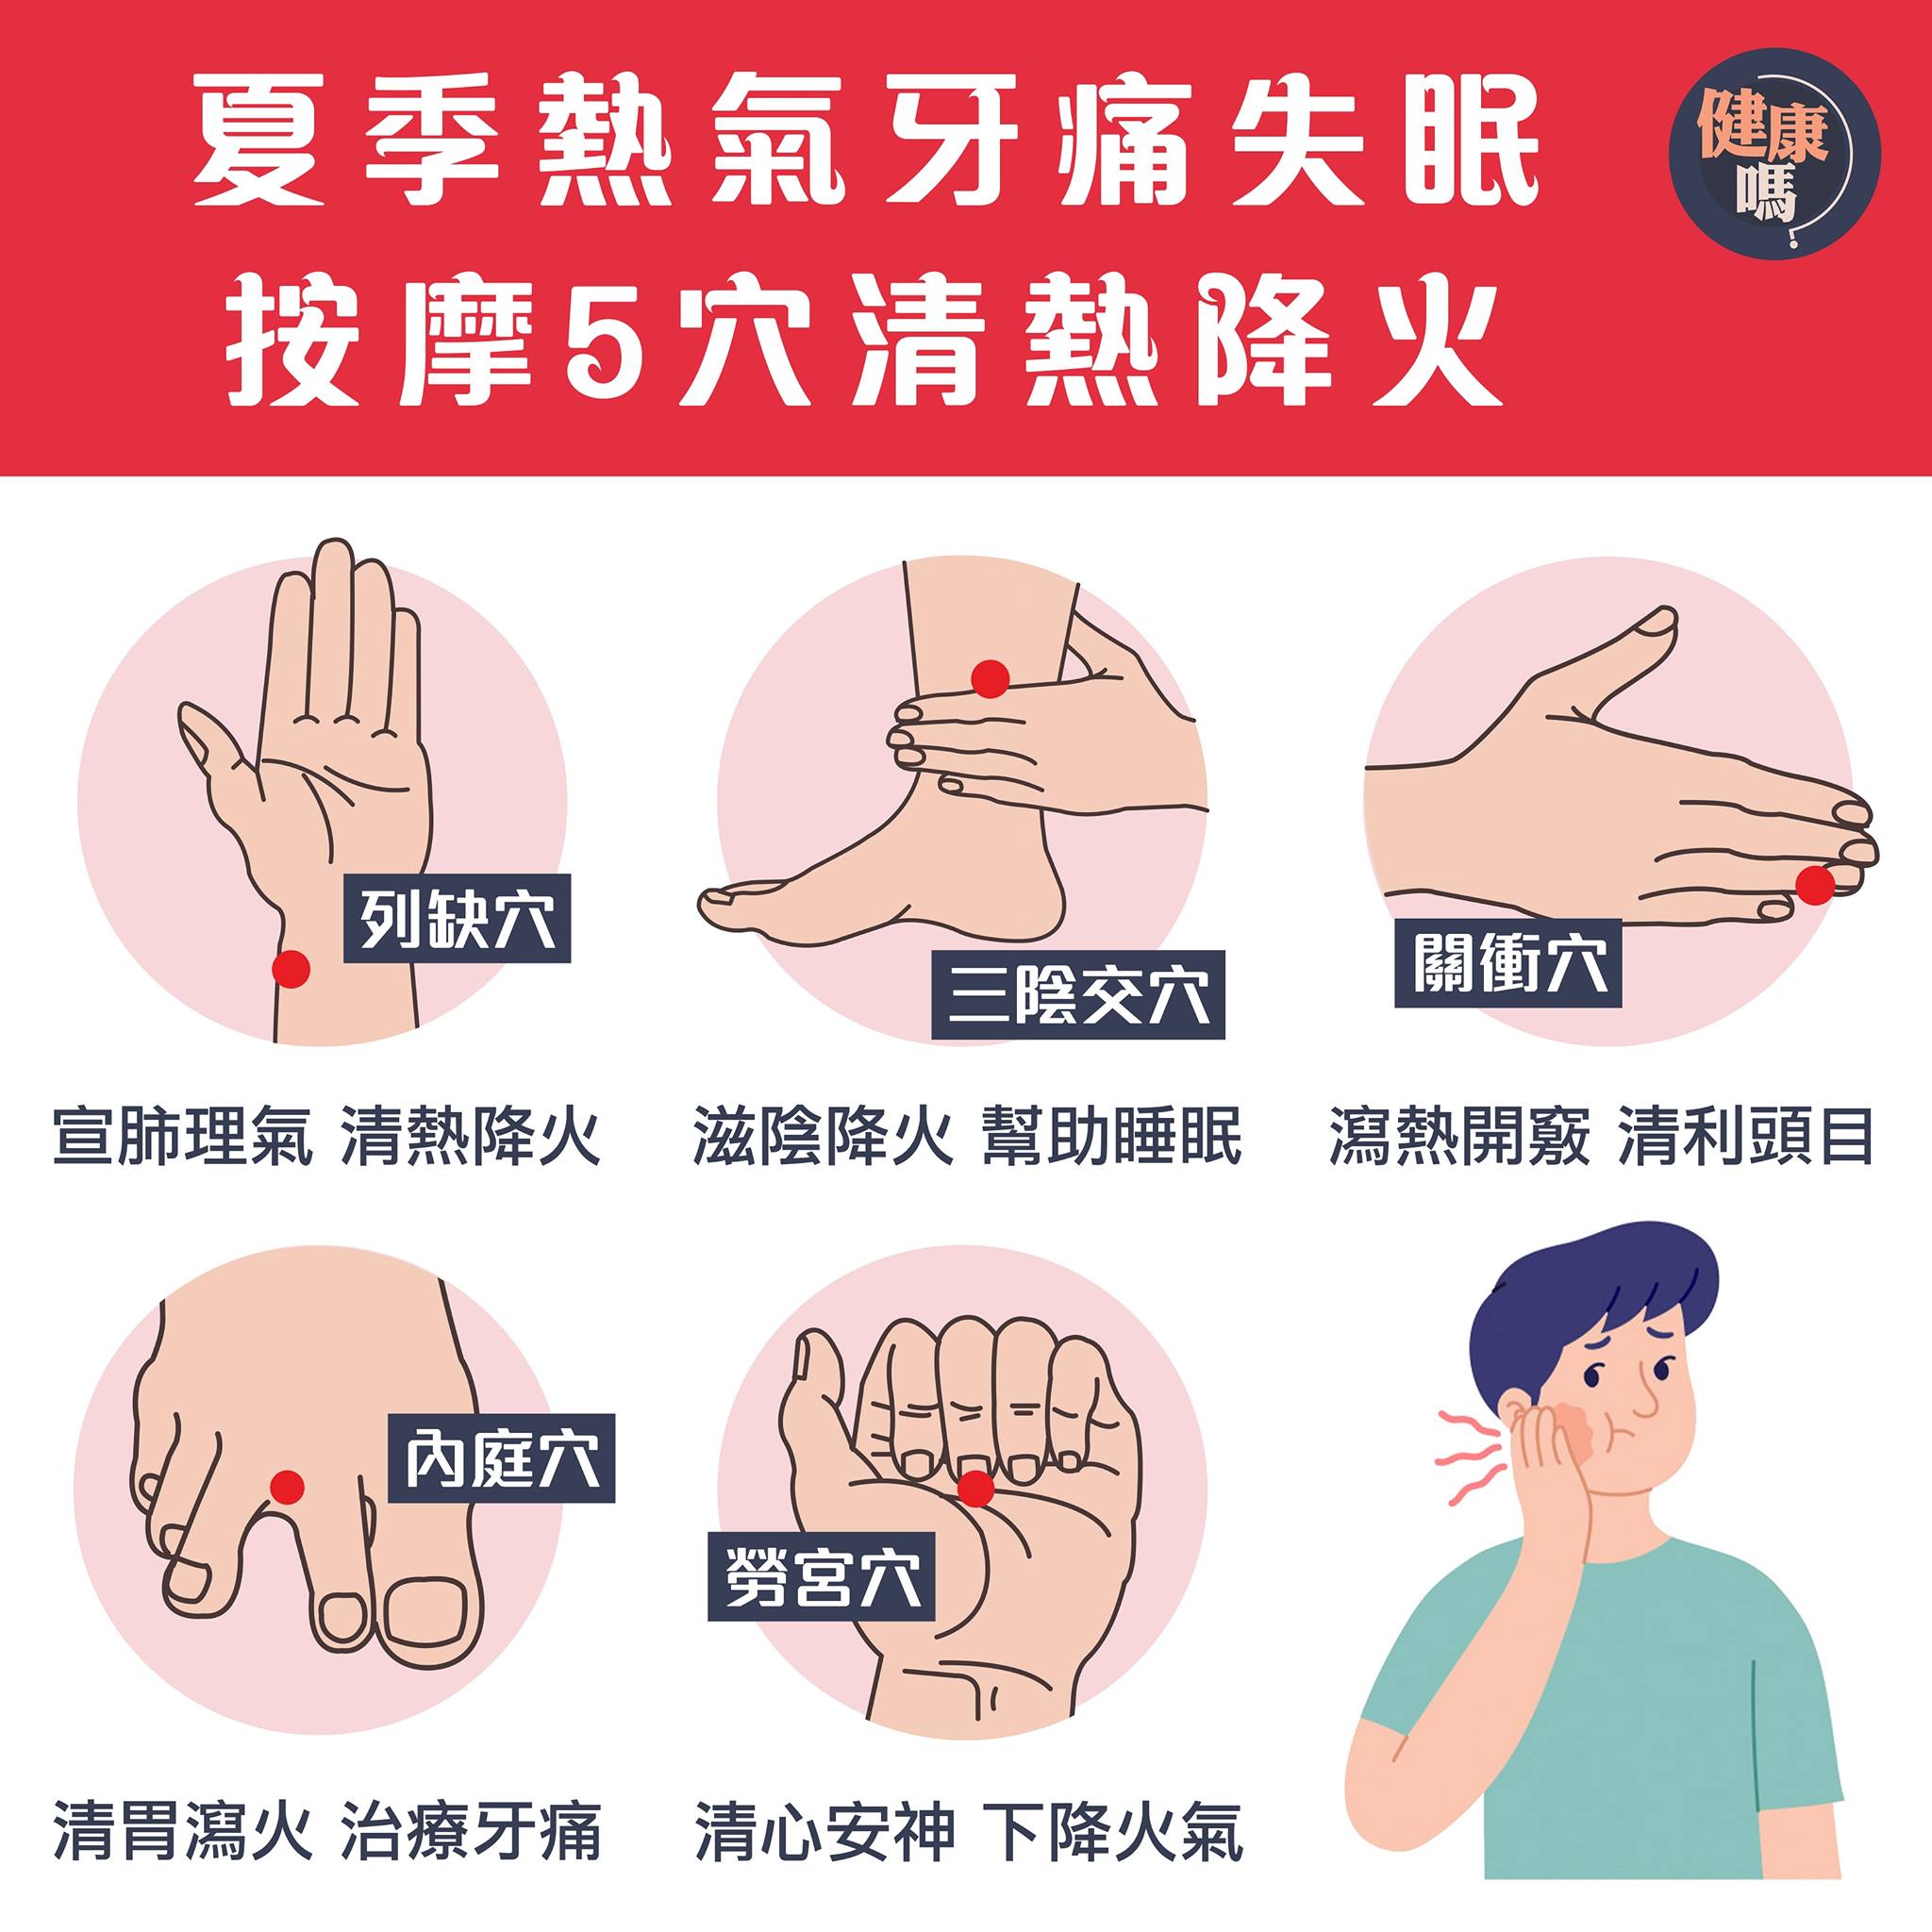 夏季熱氣牙痛失眠
健康
嗎?
按摩5穴清熱降火
列缺穴
三陰交穴
關衝穴
宣肺理氣 清熱降火
滋陰降火 幫助睡眠
瀉熱開竅 清利頭目
內庭穴
勞宮穴
清胃瀉火 治療牙痛
清心安神 下降火氣